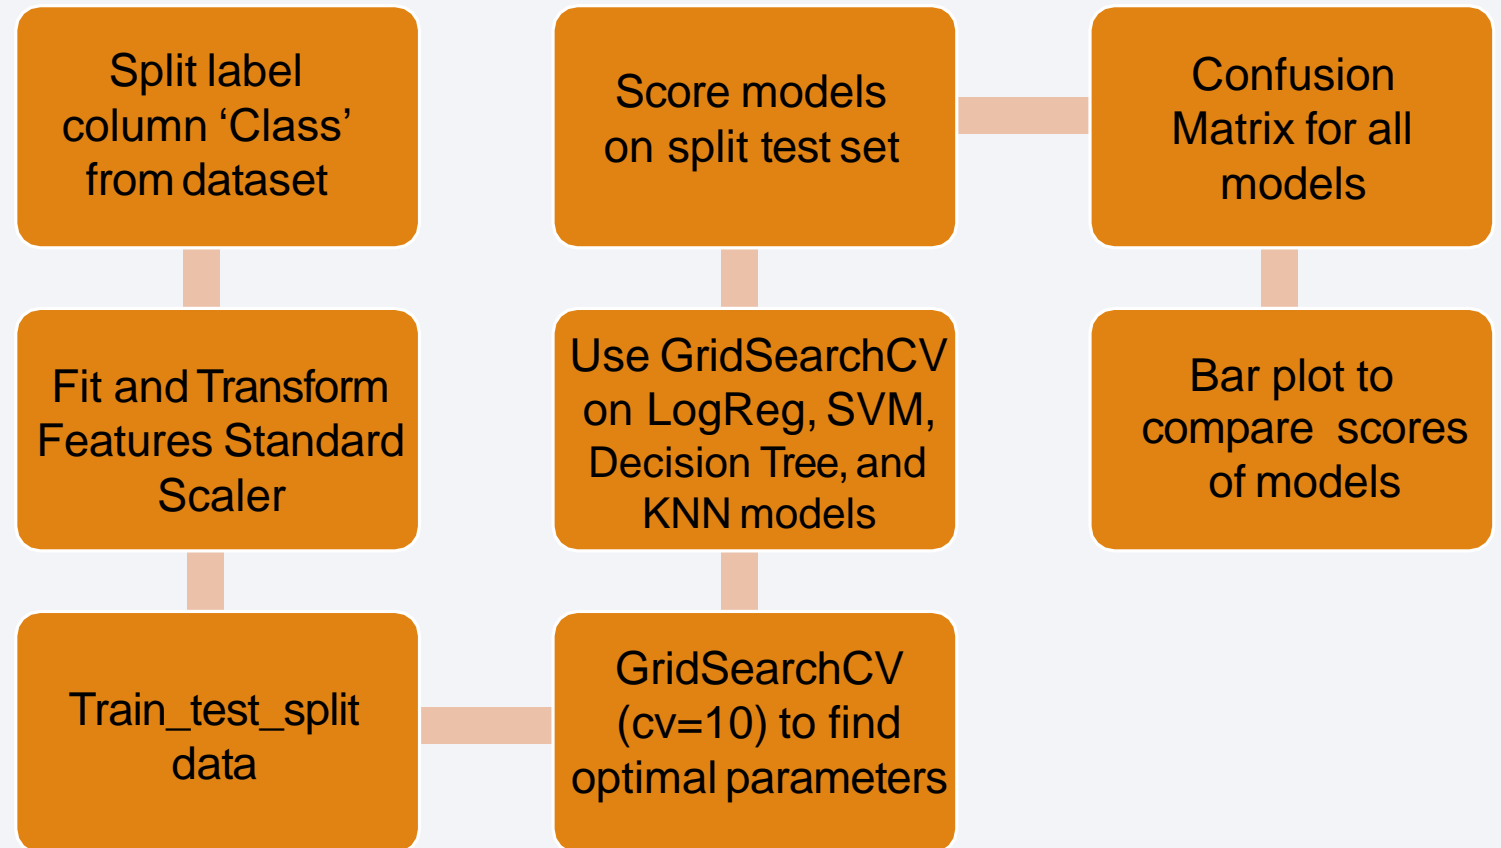 Split label
column ‘Class’
from dataset
Fit and Transform
Features Standard
Scaler
Train_test_split
data
GridSearchCV
(cv=10) to find
optimal parameters
Use GridSearchCV
on LogReg, SVM,
Decision Tree, and
KNN models
Score models
on split test set
Confusion
Matrix for all
models
Bar plot to
compare scores
of models